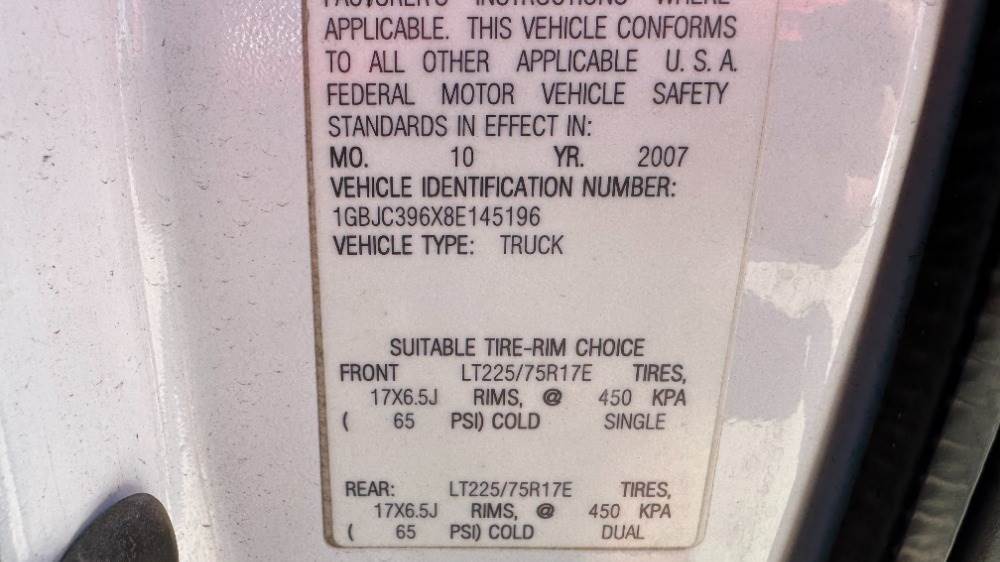 FACTURER'S INSTRUCTIONS WHERE
APPLICABLE. THIS VEHICLE CONFORMS
TO ALL OTHER APPLICABLE U.S.A.
FEDERAL MOTOR VEHICLE SAFETY
STANDARDS IN EFFECT IN:
MO. 10 YR. 2007
VEHICLE IDENTIFICATION NUMBER:
1GBJC396X8E145196
VEHICLE TYPE: TRUCK
SUITABLE TIRE-RIM CHOICE
FRONT LT225/75R17E TIRES,
17X6.5J RIMS, @ 450 KPA
( 65 PSI) COLD SINGLE
REAR: LT225/75R17E TIRES,
17X6.5J RIMS, @ 450 KPA
( 65 PSI) COLD DUAL